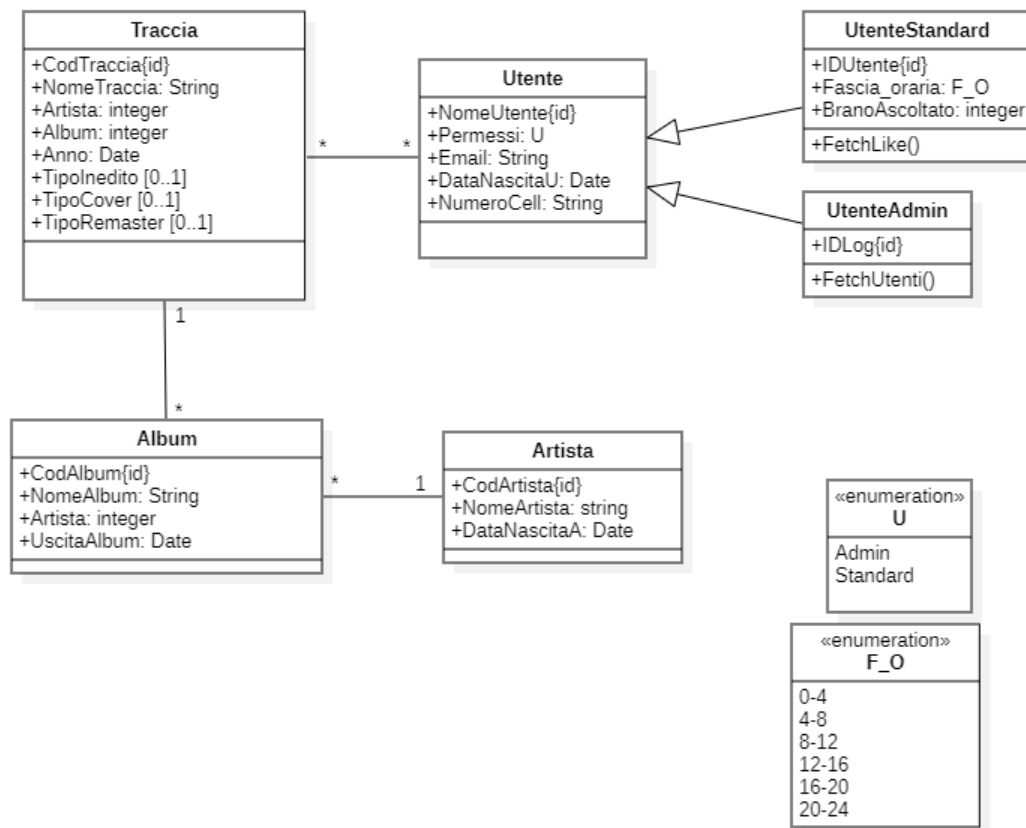 Traccia
+CodTraccia{id}
+NomeTraccia: String
+Artista: integer
+Album: integer
+Anno: Date
+TipoInedito [0..1]
+TipoCover [0..1]
+TipoRemaster [0..1]
*
*
Utente
+NomeUtente{id}
+Permessi: U
+Email: String
+DataNascitaU: Date
+NumeroCell: String
UtenteStandard
+IDUtente{id}
+Fascia_oraria: F_O
+BranoAscoltato: integer
+FetchLike()
UtenteAdmin
+IDLog{id}
+FetchUtenti()
1
*
Album
+CodAlbum{id}
+NomeAlbum: String
+Artista: integer
+UscitaAlbum: Date
*
1
Artista
+CodArtista{id}
+NomeArtista: string
+DataNascitaA: Date
«enumeration»
U
Admin
Standard
«enumeration»
F_O
0-4
4-8
8-12
12-16
16-20
20-24